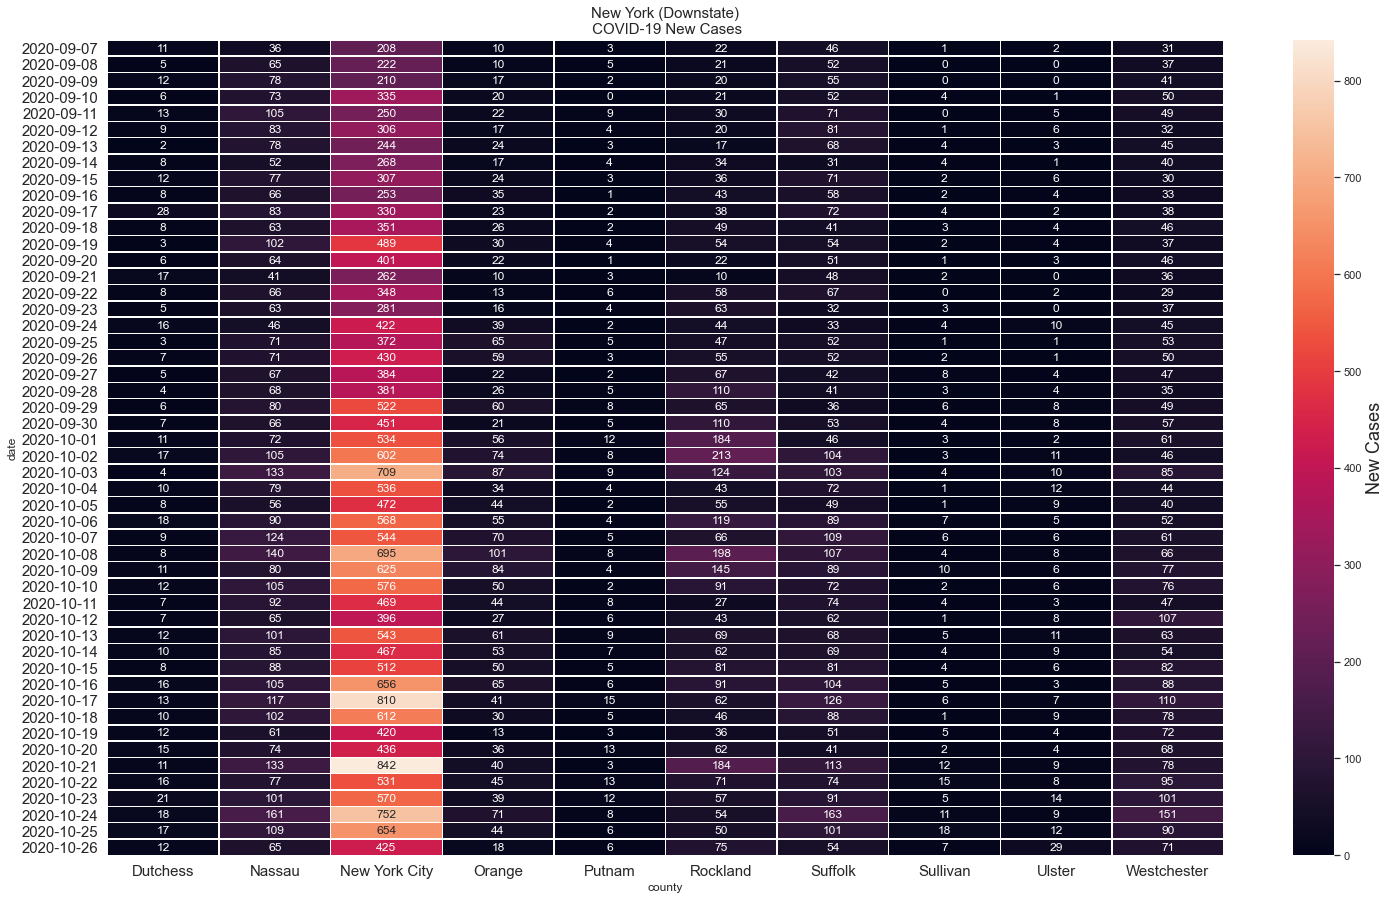 New York (Downstate)
COVID-19 New Cases
2020-09-07 11 36 208 10 3 22 46 1 2 31
2020-09-08 5 65 222 10 5 21 52 0 0 37
2020-09-09 12 78 210 17 2 20 55 0 0 41
2020-09-10 6 73 335 20 0 21 52 4 1 50
2020-09-11 13 105 250 22 9 30 71 0 5 49
2020-09-12 9 83 306 17 4 20 81 1 6 32
2020-09-13 2 78 244 24 3 17 68 4 3 45
2020-09-14 8 52 268 17 4 34 31 4 1 40
2020-09-15 12 77 307 24 3 36 71 2 6 30
2020-09-16 8 66 253 35 1 43 58 2 4 33
2020-09-17 28 83 330 23 2 38 72 4 2 38
2020-09-18 8 63 351 26 2 49 41 3 4 46
2020-09-19 3 102 489 30 4 54 54 2 4 37
2020-09-20 6 64 401 22 1 22 51 1 3 46
2020-09-21 17 41 262 10 3 10 48 2 0 36
2020-09-22 8 66 348 13 6 58 67 0 2 29
2020-09-23 5 63 281 16 4 63 32 3 0 37
2020-09-24 16 46 422 39 2 44 33 4 10 45
2020-09-25 3 71 372 65 5 47 52 1 1 53
2020-09-26 7 71 430 59 3 55 52 2 1 50
2020-09-27 5 67 384 22 2 67 42 8 4 47
2020-09-28 4 68 381 26 5 110 41 3 4 35
2020-09-29 6 80 522 60 8 65 36 6 8 49
2020-09-30 7 66 451 21 5 110 53 4 8 57
2020-10-01 11 72 534 56 12 184 46 3 2 61
2020-10-02 17 105 602 74 8 213 104 3 11 46
2020-10-03 4 133 709 87 9 124 103 4 10 85
2020-10-04 10 79 536 34 4 43 72 1 12 44
2020-10-05 8 56 472 44 2 55 49 1 9 40
2020-10-06 18 90 568 55 4 119 89 7 5 52
2020-10-07 9 124 544 70 5 66 109 6 6 61
2020-10-08 8 140 695 101 8 198 107 4 8 66
2020-10-09 11 80 625 84 4 145 89 10 6 77
2020-10-10 12 105 576 50 2 91 72 2 6 76
2020-10-11 7 92 469 44 8 27 74 4 3 47
2020-10-12 7 65 396 27 6 43 62 1 8 107
2020-10-13 12 101 543 61 9 69 68 5 11 63
2020-10-14 10 85 467 53 7 62 69 4 9 54
2020-10-15 8 88 512 50 5 81 81 4 6 82
2020-10-16 16 105 656 65 6 91 104 5 3 88
2020-10-17 13 117 810 41 15 62 126 6 7 110
2020-10-18 10 102 612 30 5 46 88 1 9 78
2020-10-19 12 61 420 13 3 36 51 5 4 72
2020-10-20 15 74 436 36 13 62 41 2 4 68
2020-10-21 11 133 842 40 3 184 113 12 9 78
2020-10-22 16 77 531 45 13 71 74 15 8 95
2020-10-23 21 101 570 39 12 57 91 5 14 101
2020-10-24 18 161 752 71 8 54 163 11 9 151
2020-10-25 17 109 654 44 6 50 101 18 12 90
2020-10-26 12 65 425 18 6 75 54 7 29 71
Dutchess Nassau New York City Orange Putnam Rockland Suffolk Sullivan Ulster Westchester
county
date
800
700
600
500
400
300
200
100
0
New Cases